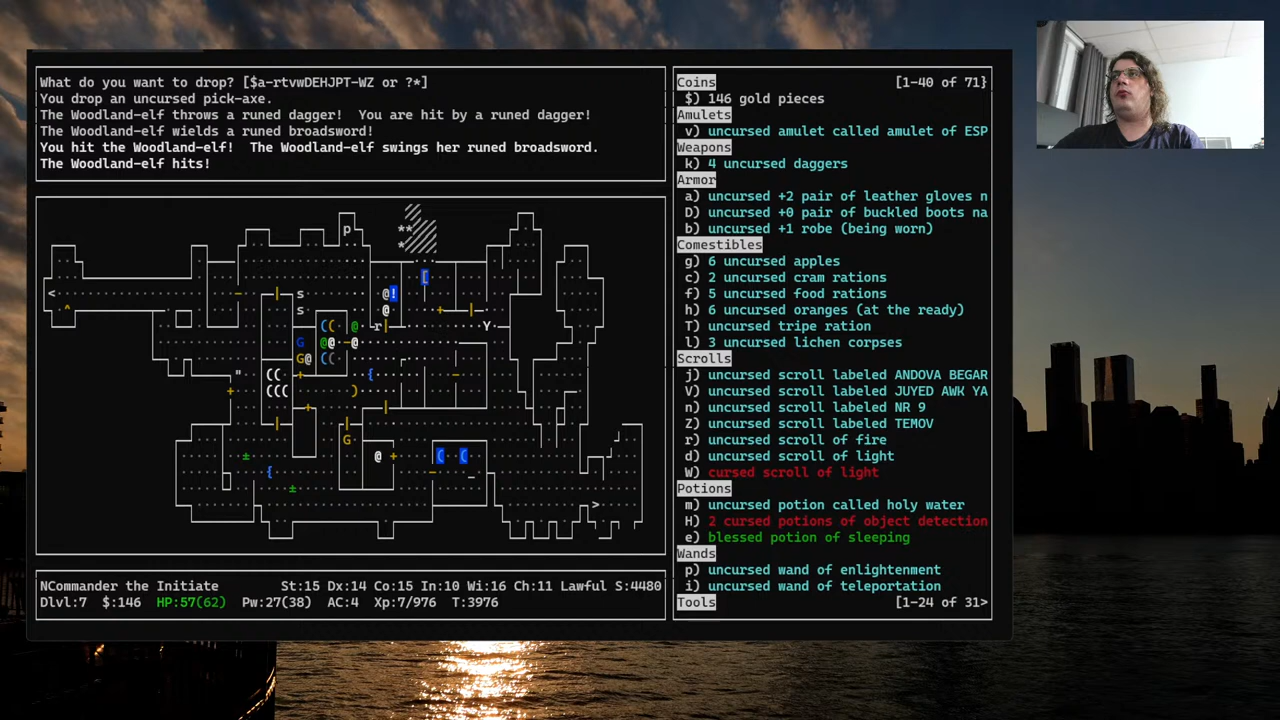 What do you want to drop? [$a-rtvwDEHJPT-WZ or ?*]
You drop an uncursed pick-axe.
The Woodland-elf throws a runed dagger!  You are hit by a runed dagger!
The Woodland-elf wields a runed broadsword!
You hit the Woodland-elf!  The Woodland-elf swings her runed broadsword.
The Woodland-elf hits!
NCommander the Initiate St:15 Dx:14 Co:15 In:10 Wi:16 Ch:11 Lawful S:4480
Dlvl:7 $:146 HP:57(62) Pw:27(38) AC:4 Xp:7/976 T:3976
Coins [1-40 of 71]
$) 146 gold pieces
Amulets
v) uncursed amulet called amulet of ESP
Weapons
k) 4 uncursed daggers
Armor
a) uncursed +2 pair of leather gloves n
D) uncursed +0 pair of buckled boots na
b) uncursed +1 robe (being worn)
Comestibles
g) 6 uncursed apples
c) 2 uncursed cram rations
f) 5 uncursed food rations
h) 6 uncursed oranges (at the ready)
T) uncursed tripe ration
l) 3 uncursed lichen corpses
Scrolls
j) uncursed scroll labeled ANDOVA BEGAR
V) uncursed scroll labeled JUYED AWK YA
n) uncursed scroll labeled NR 9
Z) uncursed scroll labeled TEMOV
r) uncursed scroll of fire
d) uncursed scroll of light
W) cursed scroll of light
Potions
m) uncursed potion called holy water
H) 2 cursed potions of object detection
e) blessed potion of sleeping
Wands
p) uncursed wand of enlightenment
i) uncursed wand of teleportation
Tools [1-24 of 31>